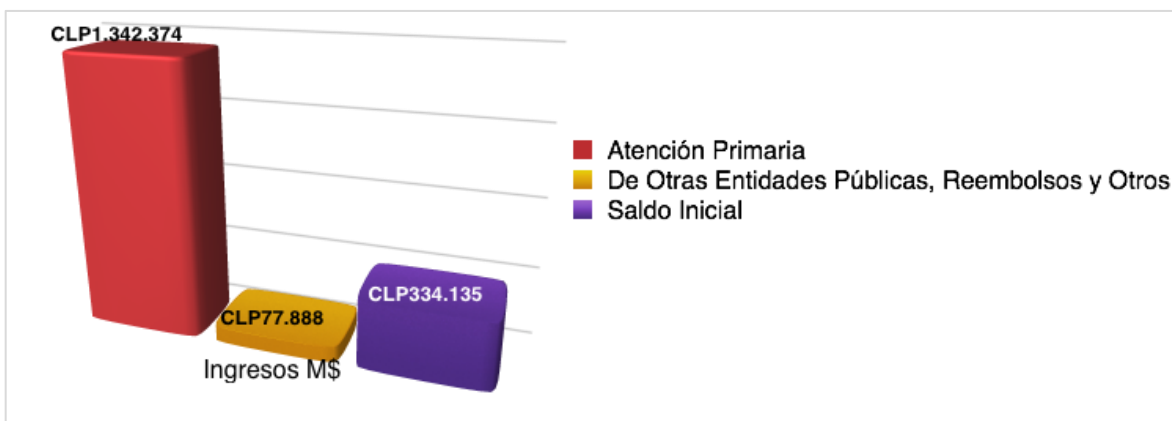 CLP1.342.374
CLP77.888
CLP334.135
Ingresos M$
Atención Primaria
De Otras Entidades Públicas, Reembolsos y Otros
Saldo Inicial